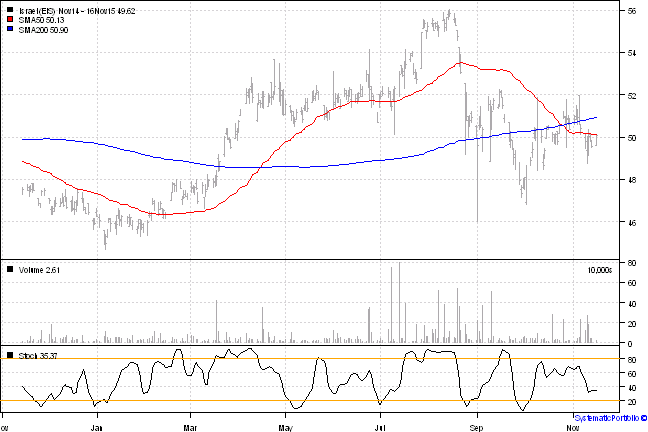 Israel (EIS) Nov14 - 16Nov15 49.62
SMA50 50.13
SMA200 50.90
56
54
52
50
48
46
Volume 2.61
10,000s
80
60
40
20
0
Stoch 35.37
80
60
40
20
Jan
Mar
May
Jul
Sep
Nov
SystematicPortfolio ©